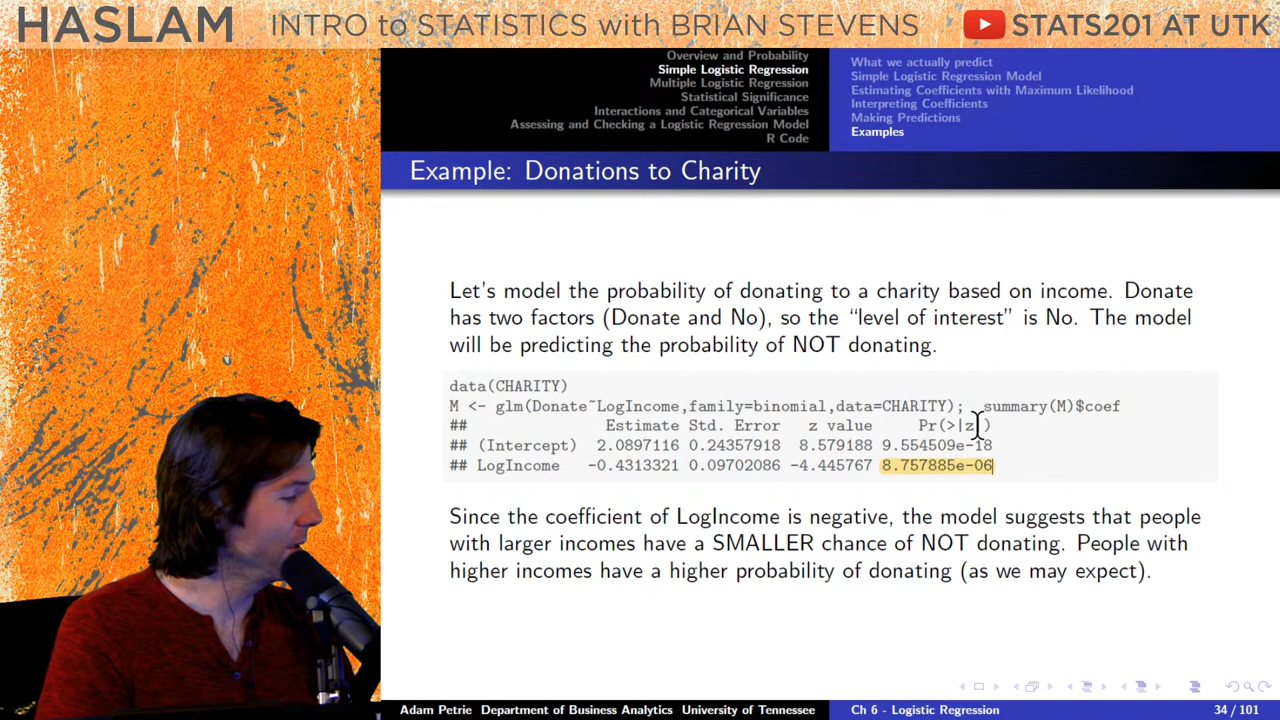 HASLAM INTRO to STATISTICS with BRIAN STEVENS STATS201 AT UTK
Overview and Probability
Simple Logistic Regression
Multiple Logistic Regression
Statistical Significance
Interactions and Categorical Variables
Assessing and Checking a Logistic Regression Model
R Code
What we actually predict
Simple Logistic Regression Model
Estimating Coefficients with Maximum Likelihood
Interpreting Coefficients
Making Predictions
Examples
Example: Donations to Charity
Let's model the probability of donating to a charity based on income. Donate
has two factors (Donate and No), so the "level of interest" is No. The model
will be predicting the probability of NOT donating.
data(CHARITY)
M <- glm(Donate~LogIncome,family=binomial,data=CHARITY); summary(M)$coef
## Estimate Std. Error z value Pr(>|z|)
## (Intercept) 2.0897116 0.24357918 8.579188 9.554509e-18
## LogIncome -0.4313321 0.09702086 -4.445767 8.757885e-06
Since the coefficient of LogIncome is negative, the model suggests that people
with larger incomes have a SMALLER chance of NOT donating. People with
higher incomes have a higher probability of donating (as we may expect).
Adam Petrie Department of Business Analytics University of Tennessee Ch 6 - Logistic Regression 34 / 101